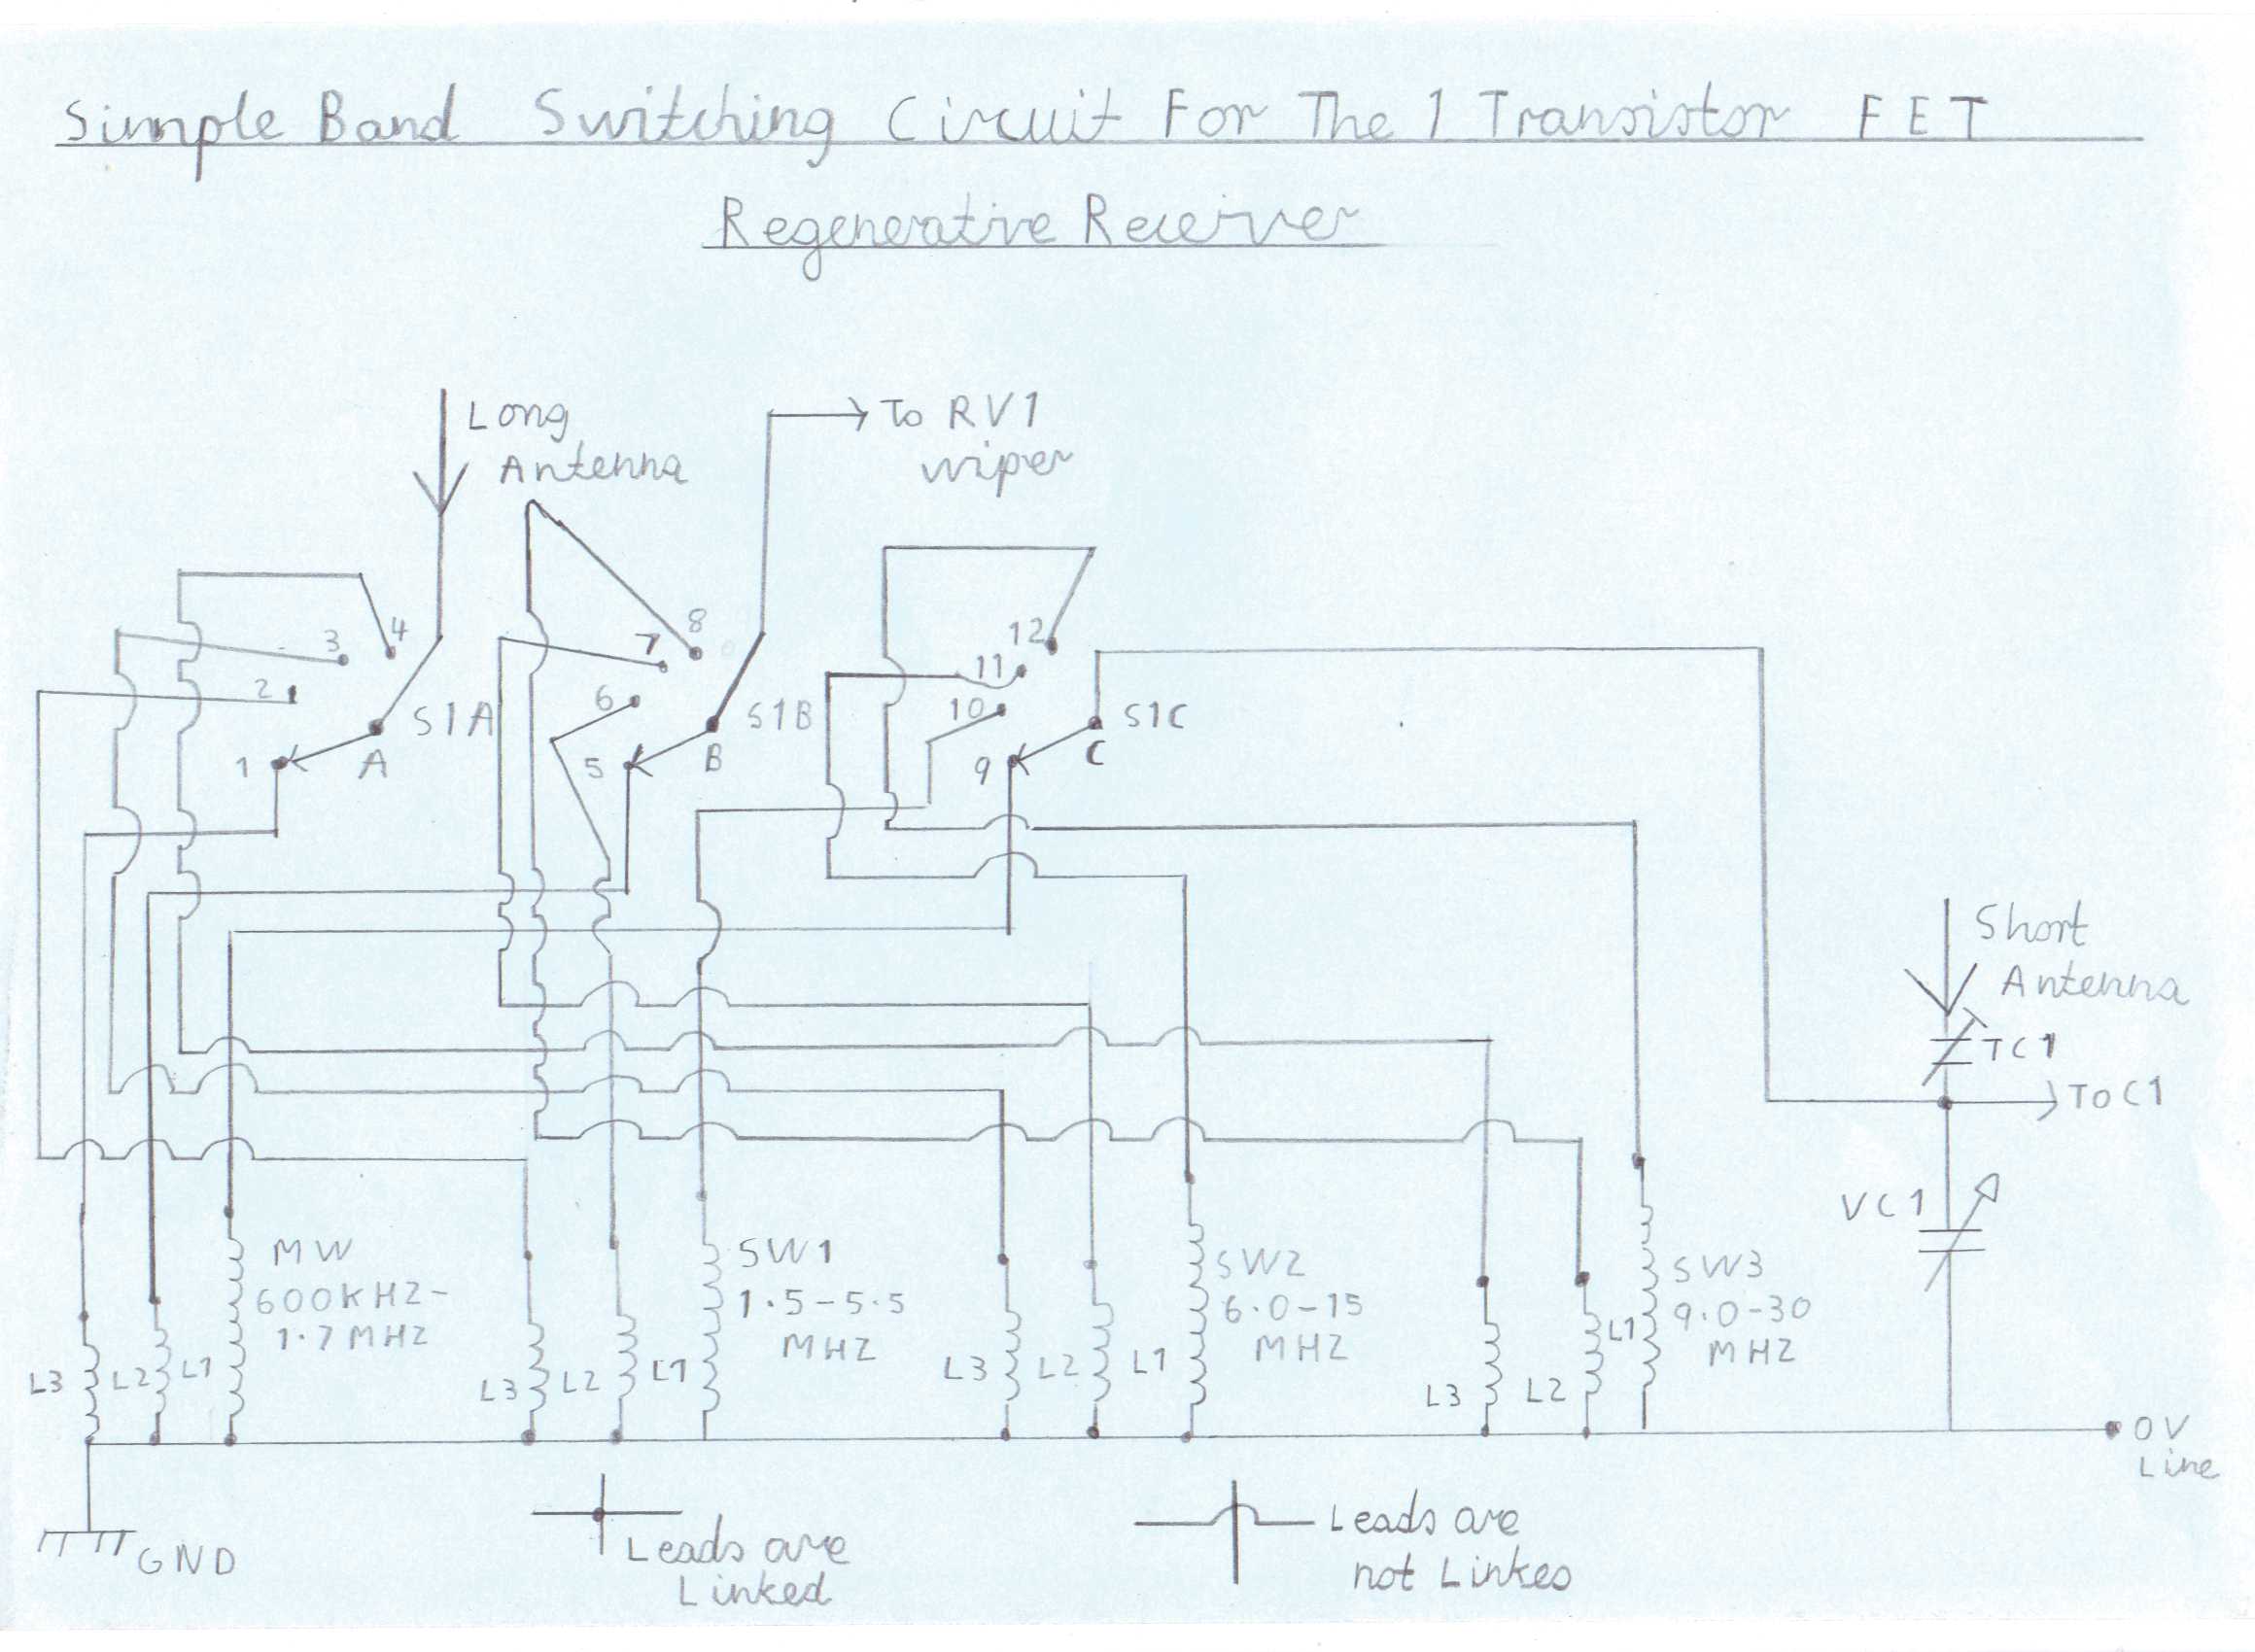 Simple Band Switching Circuit For The 1 Transistor FET
Regenerative Receiver
Long
Antenna
To RV1
wiper
1
2
3
4
A
S1A
5
6
7
8
B
S1B
9
10
11
12
C
S1C
Short
Antenna
TC1
To C1
VC1
MW
600KHZ-
1.7MHZ
L3
L2
L1
SW1
1.5-5.5
MHZ
L3
L2
L1
SW2
6.0-15
MHZ
L3
L2
L1
SW3
9.0-30
MHZ
L3
L2
L1
0V
Line
GND
Leads are
Linked
Leads are
not Linkes